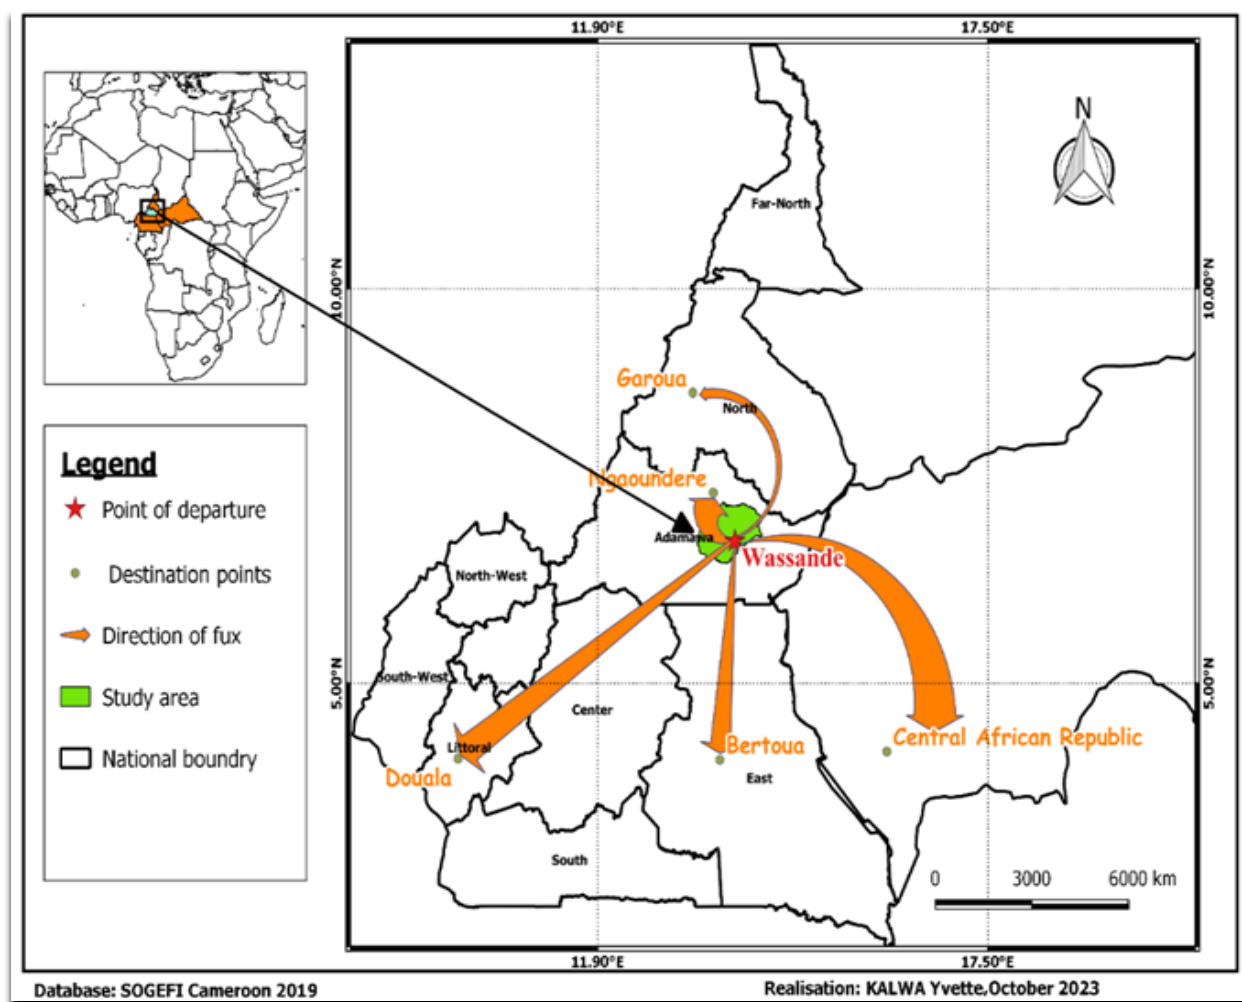 11.90°E 17.50°E
N
Far-North
10.00°N 10.00°N
Garoua
North
Legend
Ngaoundere
Point of departure
Adamawa
Wassande
Destination points
North-West
Direction of fux
South-West
5.00°N 5.00°N
Study area
Center
Central African Republic
Bertoua
Littoral
National boundry
Douala
East
South
0 3000 6000 km
11.90°E 17.50°E
Database: SOGEFI Cameroon 2019
Realisation: KALWA Yvette,October 2023